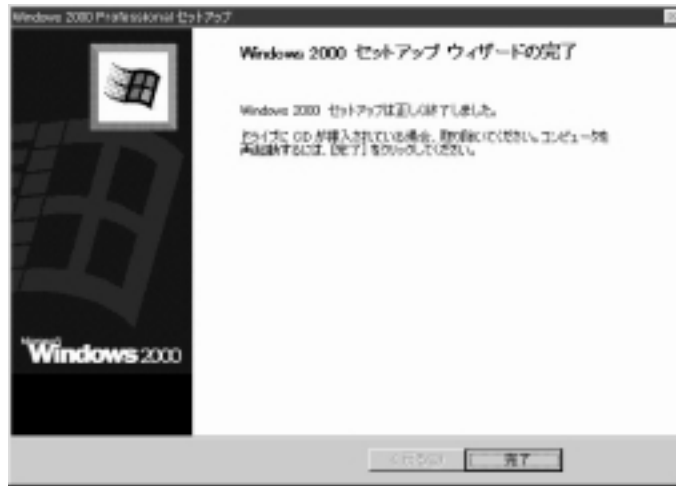 Windows 2000 Professional セットアップ
Windows 2000 セットアップ ウィザードの完了
Windows 2000 セットアップは正しく終了しました。
ドライブに CD が挿入されている場合、取り除いてください。コンピュータを
再起動するには、[完了] をクリックしてください。
Microsoft
Windows 2000
完了